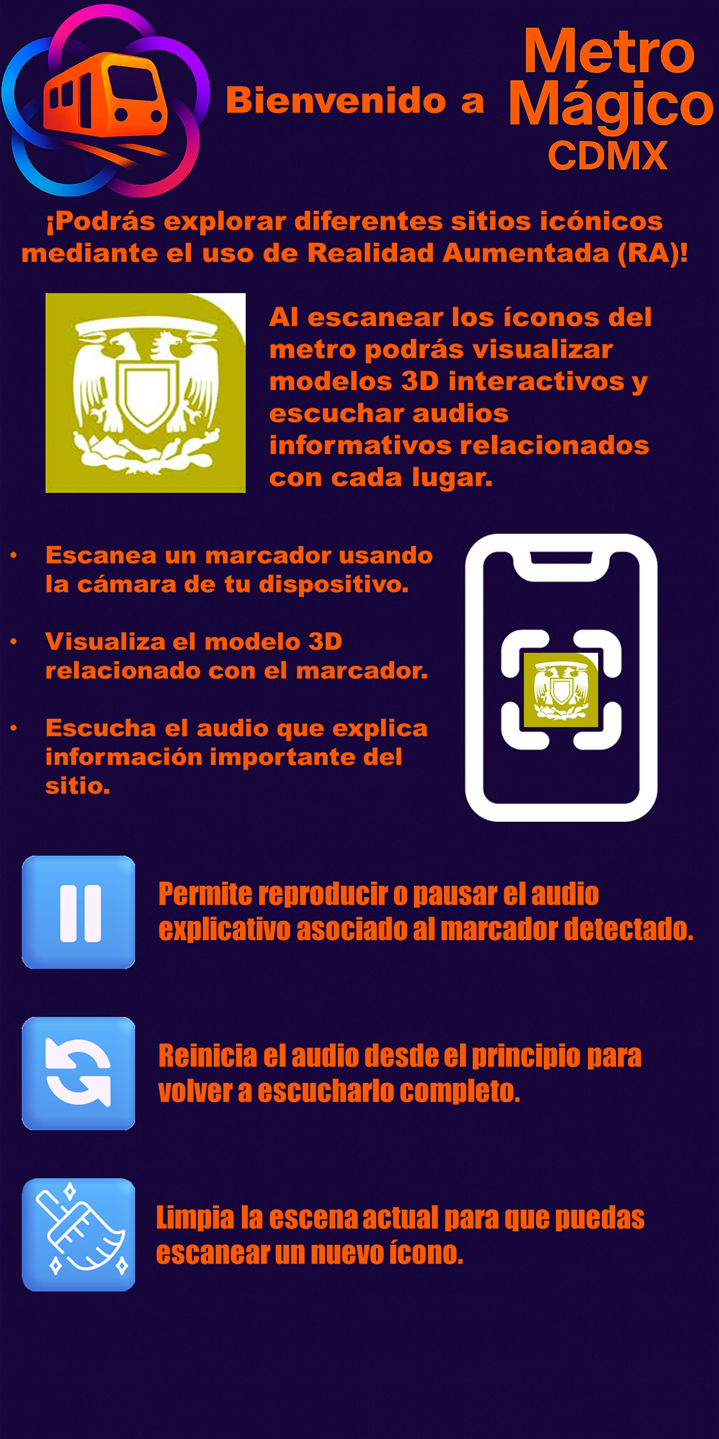 Bienvenido a
Metro
Mágico
CDMX
¡Podrás explorar diferentes sitios icónicos
mediante el uso de Realidad Aumentada (RA)!
Al escanear los íconos del
metro podrás visualizar
modelos 3D interactivos y
escuchar audios
informativos relacionados
con cada lugar.
• Escanea un marcador usando
la cámara de tu dispositivo.
• Visualiza el modelo 3D
relacionado con el marcador.
• Escucha el audio que explica
información importante del
sitio.
Permite reproducir o pausar el audio
explicativo asociado al marcador detectado.
Reinicia el audio desde el principio para
volver a escucharlo completo.
Limpia la escena actual para que puedas
escanear un nuevo ícono.